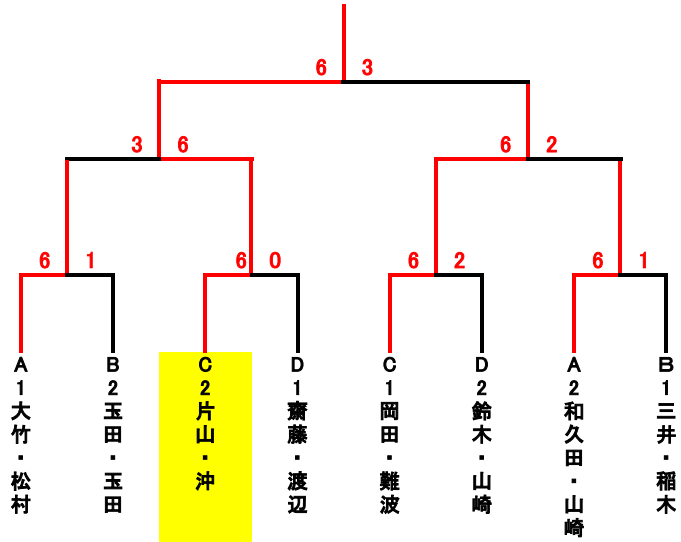 6 3
3 6
6 2
6 1
6 0
6 2
6 1
A1大竹・松村
B2玉田・玉田
C2片山・沖
D1齋藤・渡辺
C1岡田・難波
D2鈴木・山崎
A2和久田・山崎
B1三井・稲木